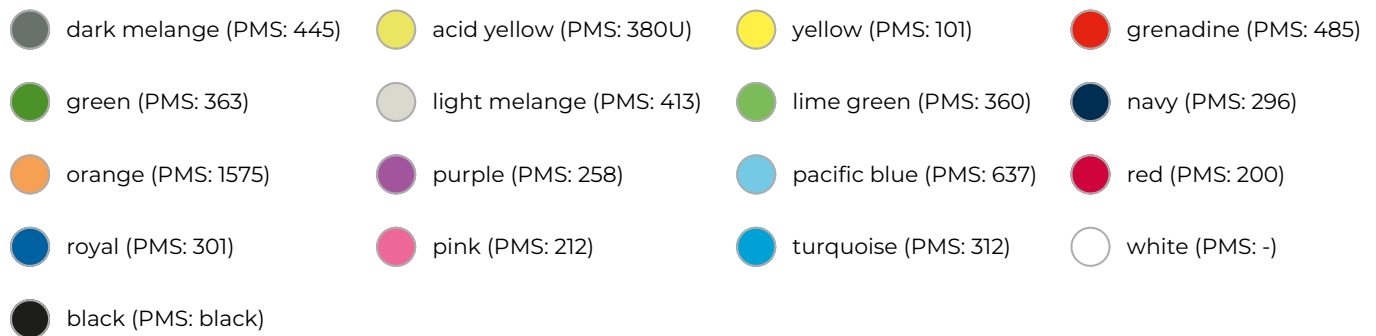 dark melange (PMS: 445)
acid yellow (PMS: 380U)
yellow (PMS: 101)
grenadine (PMS: 485)
green (PMS: 363)
light melange (PMS: 413)
lime green (PMS: 360)
navy (PMS: 296)
orange (PMS: 1575)
purple (PMS: 258)
pacific blue (PMS: 637)
red (PMS: 200)
royal (PMS: 301)
pink (PMS: 212)
turquoise (PMS: 312)
white (PMS: -)
black (PMS: black)